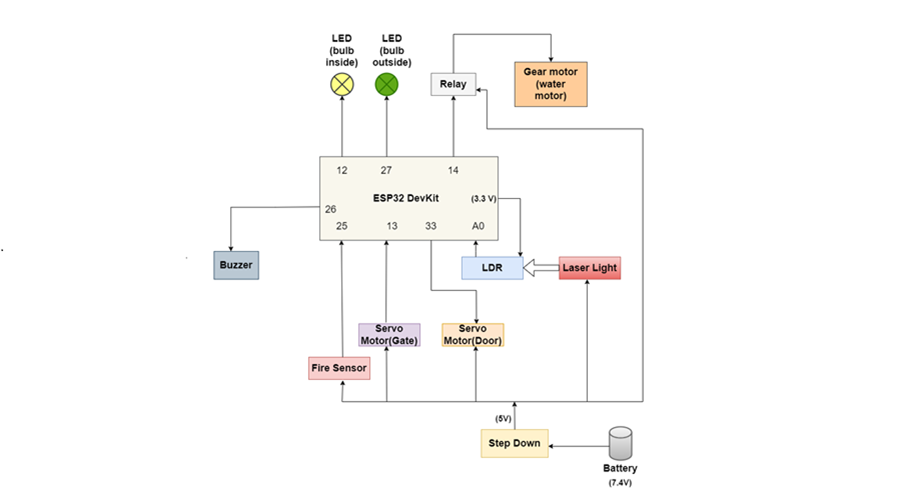 LED
(bulb
inside)
LED
(bulb
outside)
Relay
Gear motor
(water
motor)
12
27
14
ESP32 DevKit
(3.3 V)
26
25
13
33
A0
Buzzer
LDR
Laser Light
Servo
Motor(Gate)
Servo
Motor(Door)
Fire Sensor
(5V)
Step Down
Battery
(7.4V)